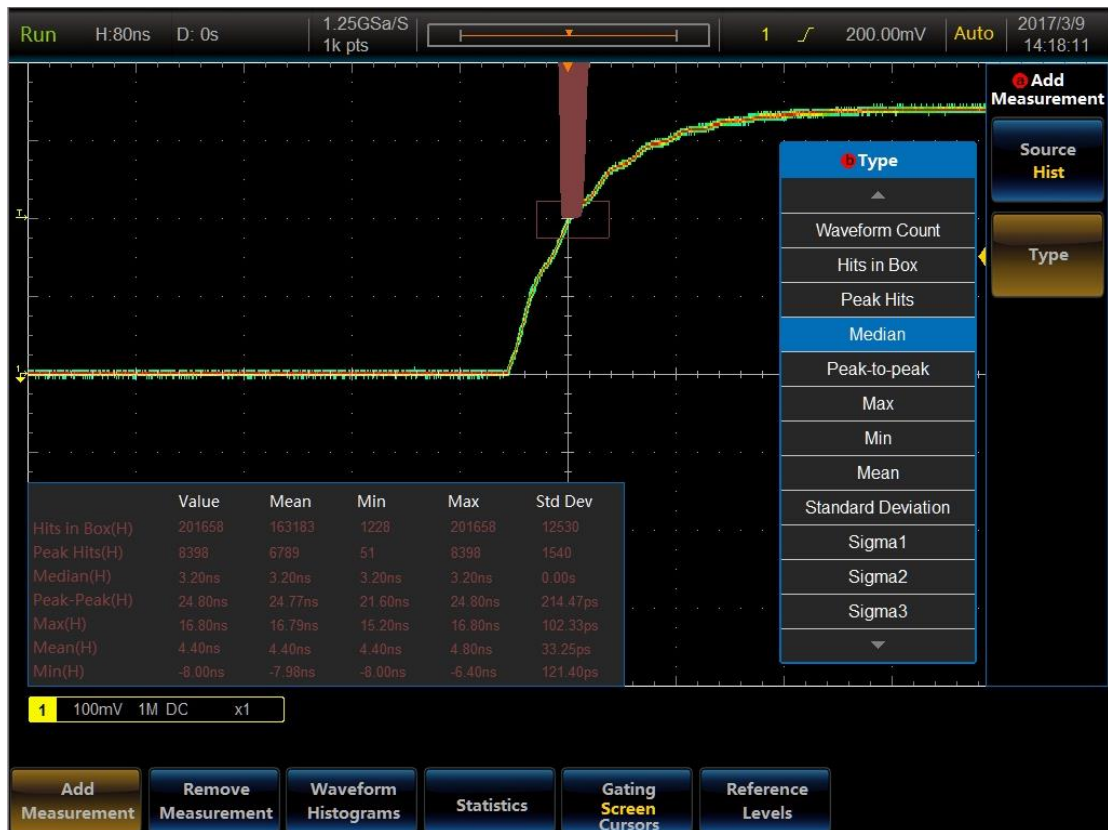 Run H:80ns D: 0s 1.25GSa/S 1k pts 1 200.00mV Auto 2017/3/9 14:18:11
a Add Measurement
Source
Hist
Type
b Type
Waveform Count
Hits in Box
Peak Hits
Median
Peak-to-peak
Max
Min
Mean
Standard Deviation
Sigma1
Sigma2
Sigma3
T
1
Value Mean Min Max Std Dev
Hits in Box(H) 201658 163183 1228 201658 12530
Peak Hits(H) 8398 6789 51 8398 1540
Median(H) 3.20ns 3.20ns 3.20ns 3.20ns 0.00s
Peak-Peak(H) 24.80ns 24.77ns 21.60ns 24.80ns 214.47ps
Max(H) 16.80ns 16.79ns 15.20ns 16.80ns 102.33ps
Mean(H) 4.40ns 4.40ns 4.40ns 4.80ns 33.25ps
Min(H) -8.00ns -7.98ns -8.00ns -6.40ns 121.40ps
1 100mV 1M DC x1
Add Measurement
Remove Measurement
Waveform Histograms
Statistics
Gating
Screen
Cursors
Reference Levels